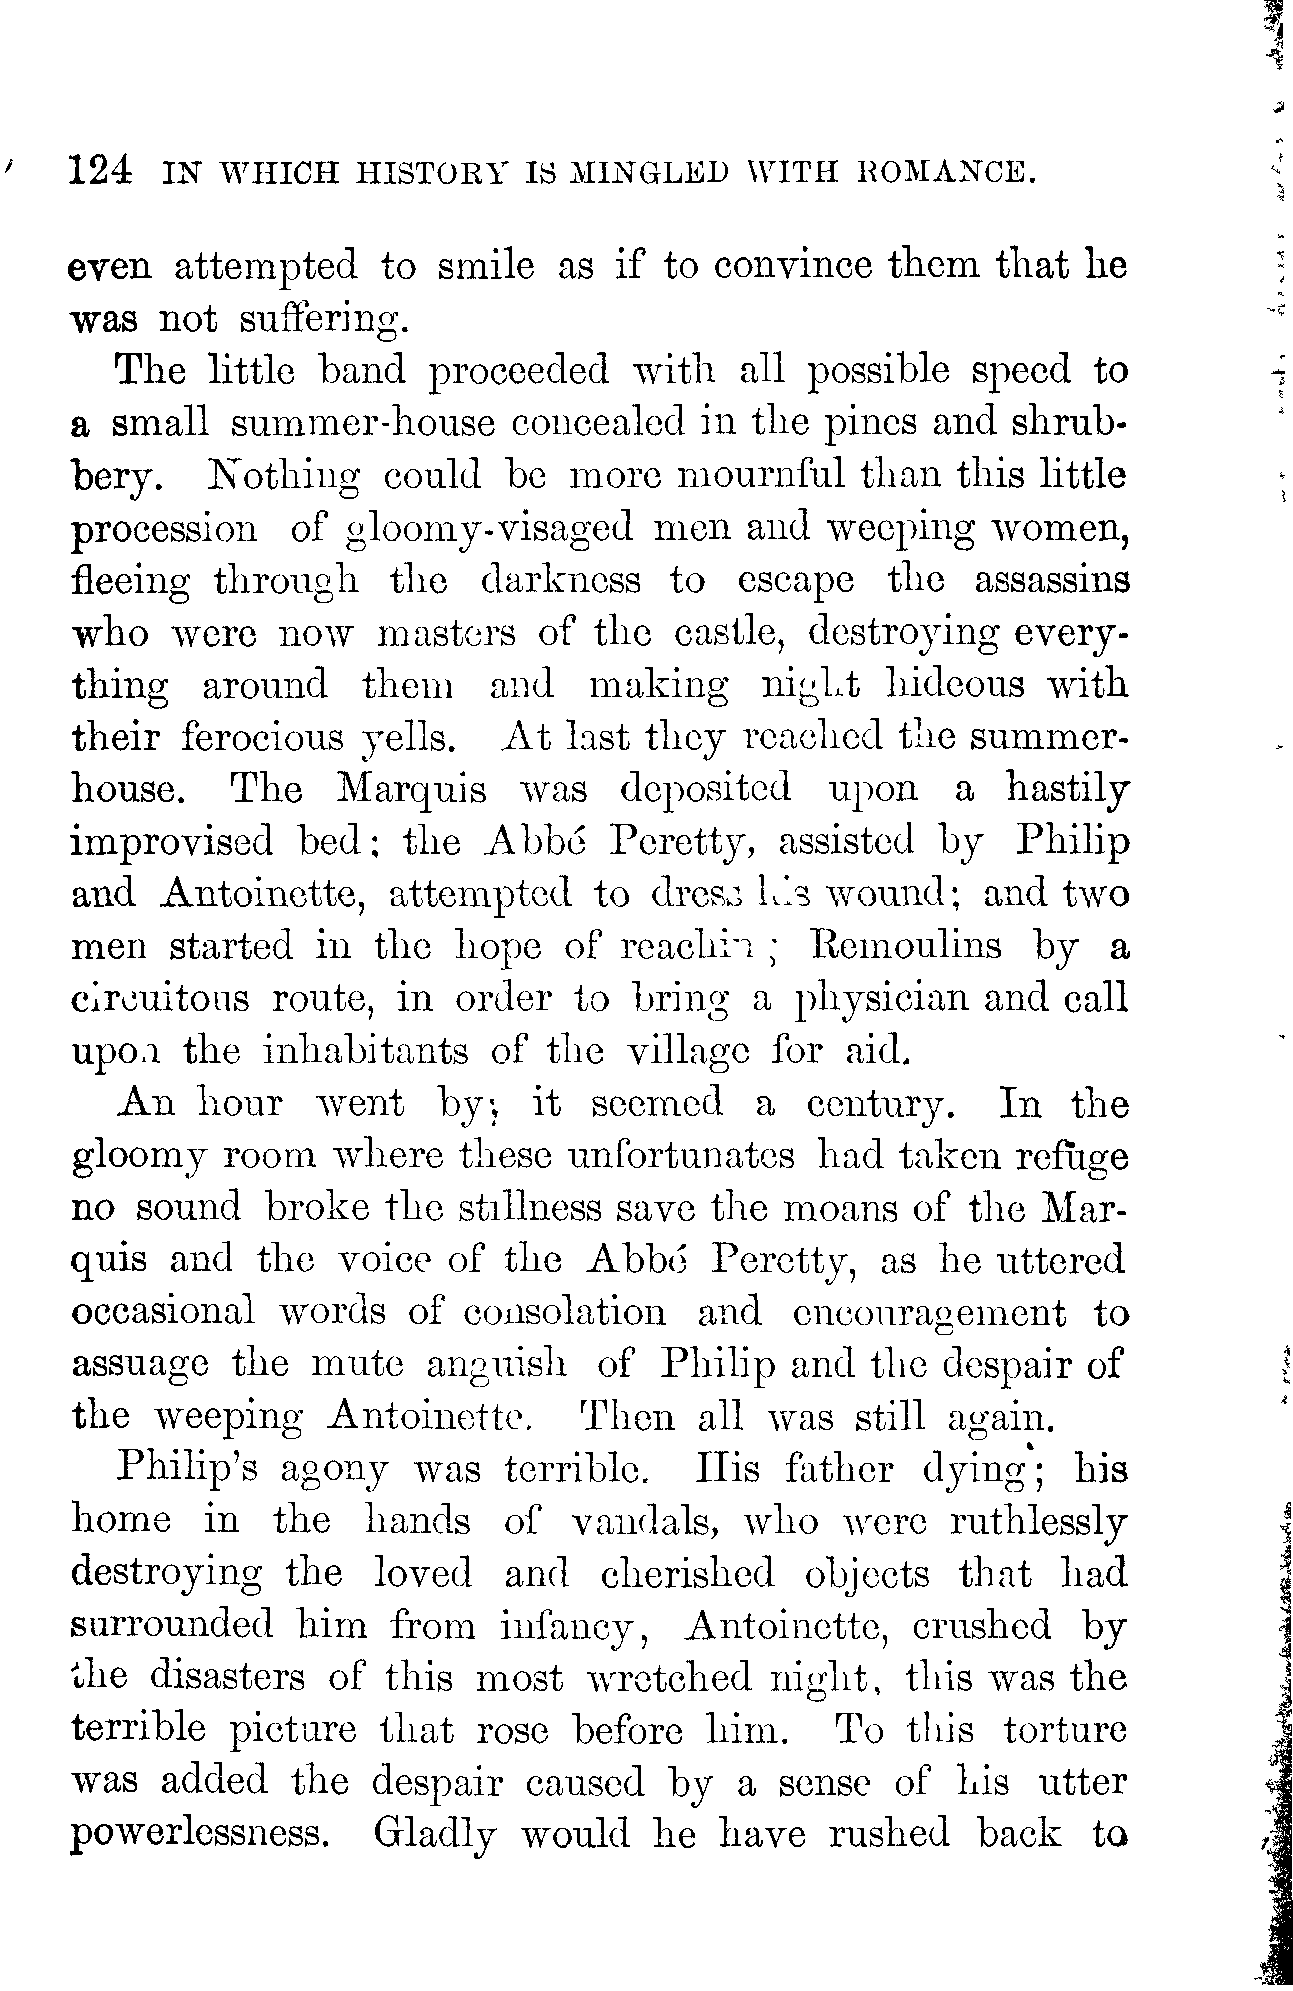 124 IN WHICH HISTORY IS MINGLED WITH ROMANCE.
even attempted to smile as if to convince them that he
was not suffering.
The little band proceeded with all possible speed to
a small summer-house concealed in the pines and shrub-
bery. Nothing could be more mournful than this little
procession of gloomy-visaged men and weeping women,
fleeing through the darkness to escape the assassins
who were now masters of the castle, destroying every-
thing around them and making night hideous with
their ferocious yells. At last they reached the summer-
house. The Marquis was deposited upon a hastily
improvised bed; the Abbé Peretty, assisted by Philip
and Antoinette, attempted to dress his wound; and two
men started in the hope of reaching Remoulins by a
circuitous route, in order to bring a physician and call
upon the inhabitants of the village for aid.
An hour went by; it seemed a century. In the
gloomy room where these unfortunates had taken refuge
no sound broke the stillness save the moans of the Mar-
quis and the voice of the Abbé Peretty, as he uttered
occasional words of consolation and encouragement to
assuage the mute anguish of Philip and the despair of
the weeping Antoinette. Then all was still again.
Philip's agony was terrible. His father dying; his
home in the hands of vandals, who were ruthlessly
destroying the loved and cherished objects that had
surrounded him from infancy, Antoinette, crushed by
the disasters of this most wretched night, this was the
terrible picture that rose before him. To this torture
was added the despair caused by a sense of his utter
powerlessness. Gladly would he have rushed back to